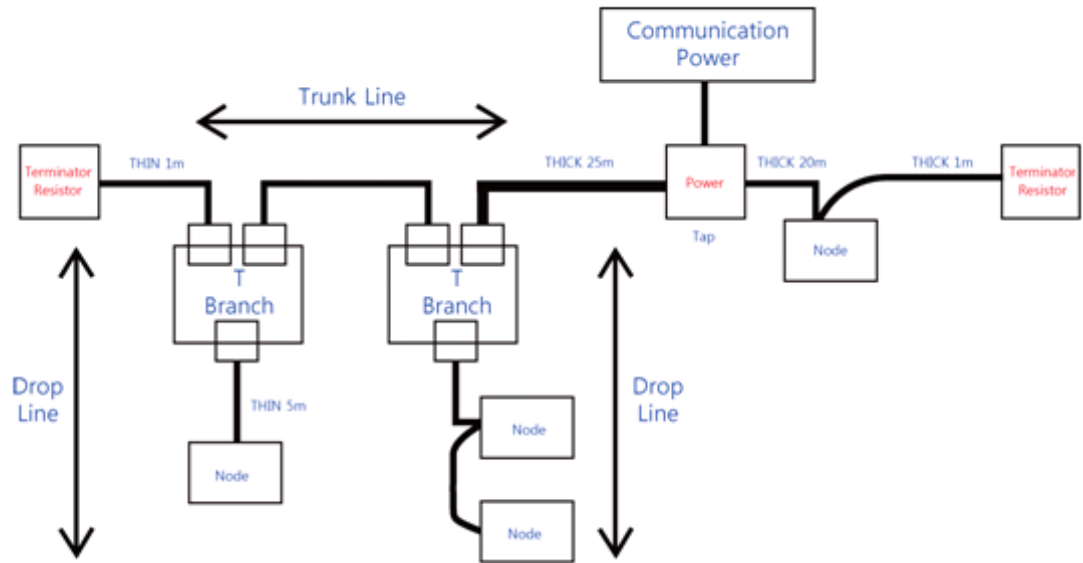 Communication
Power
Trunk Line
THIN 1m
THICK 25m
THICK 20m
THICK 1m
Terminator
Resistor
Power
Terminator
Resistor
Tap
Node
T
Branch
T
Branch
Drop
Line
THIN 5m
Drop
Line
Node
Node
Node